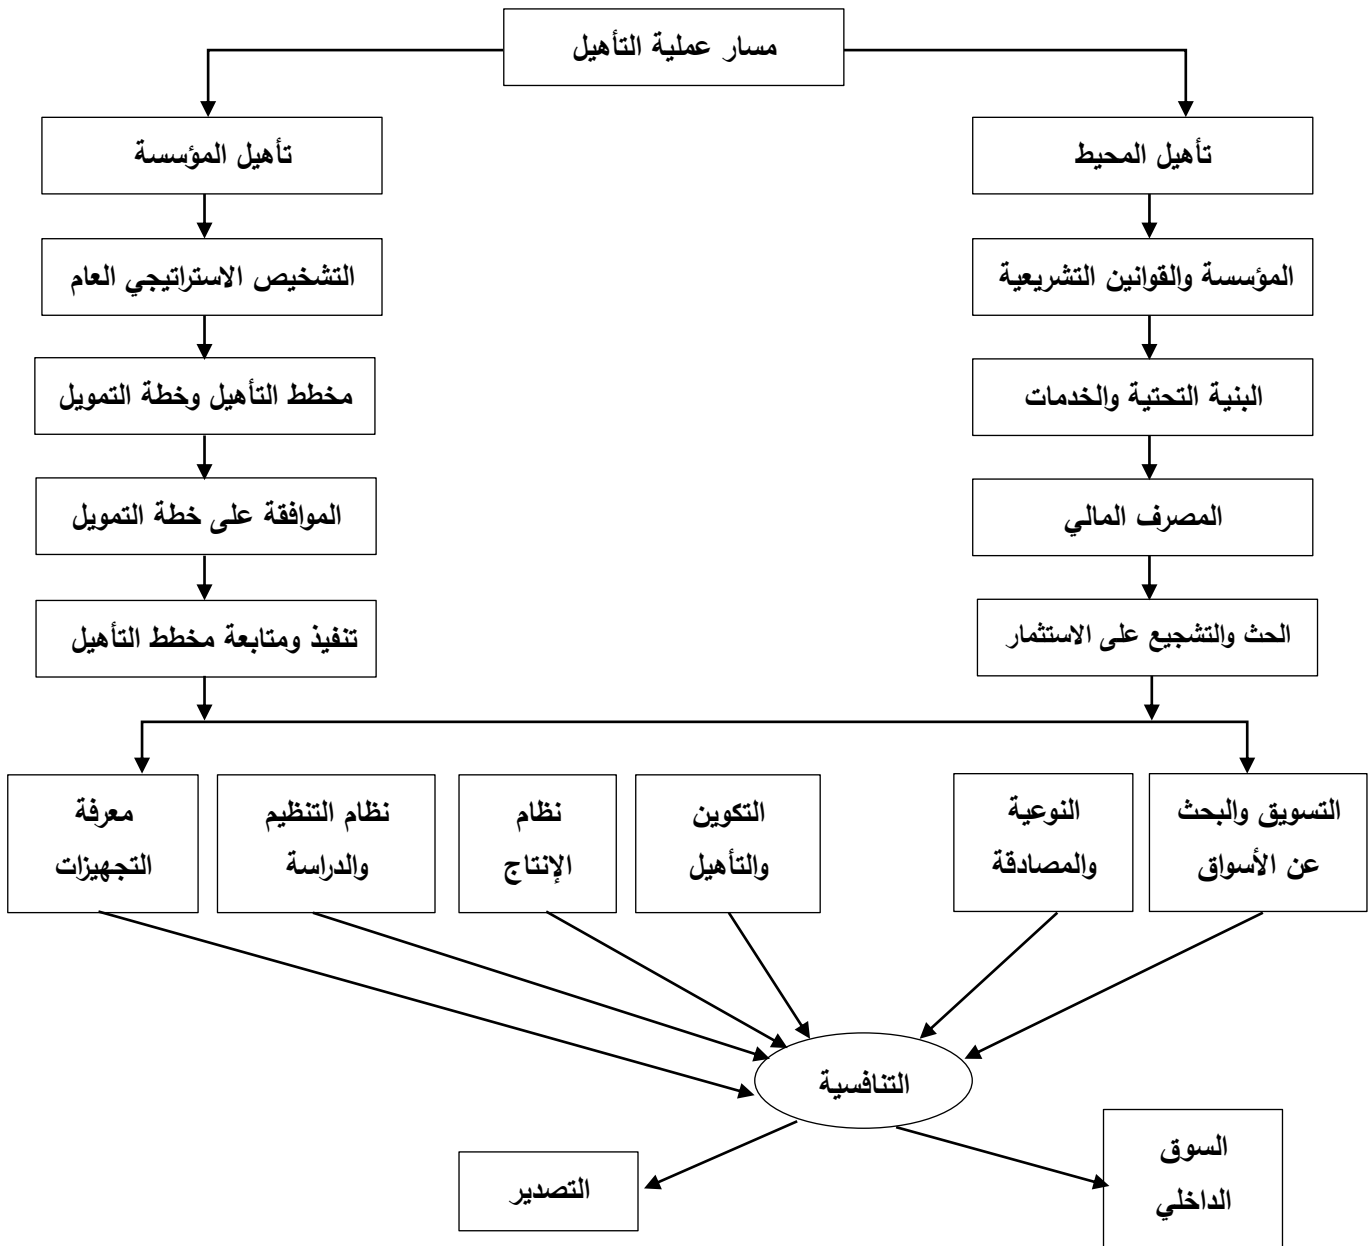 مسار عملية التأهيل
تأهيل المحيط
تأهيل المؤسسة
المؤسسة والقوانين التشريعية
التشخيص الاستراتيجي العام
البنية التحتية والخدمات
مخطط التأهيل وخطة التمويل
المصرف المالي
الموافقة على خطة التمويل
الحث والتشجيع على الاستثمار
تنفيذ ومتابعة مخطط التأهيل
التسويق والبحث
عن الأسواق
النوعية
والمصادقة
التكوين
والتأهيل
نظام
الإنتاج
نظام التنظيم
والدراسة
معرفة
التجهيزات
التنافسية
السوق
الداخلي
التصدير